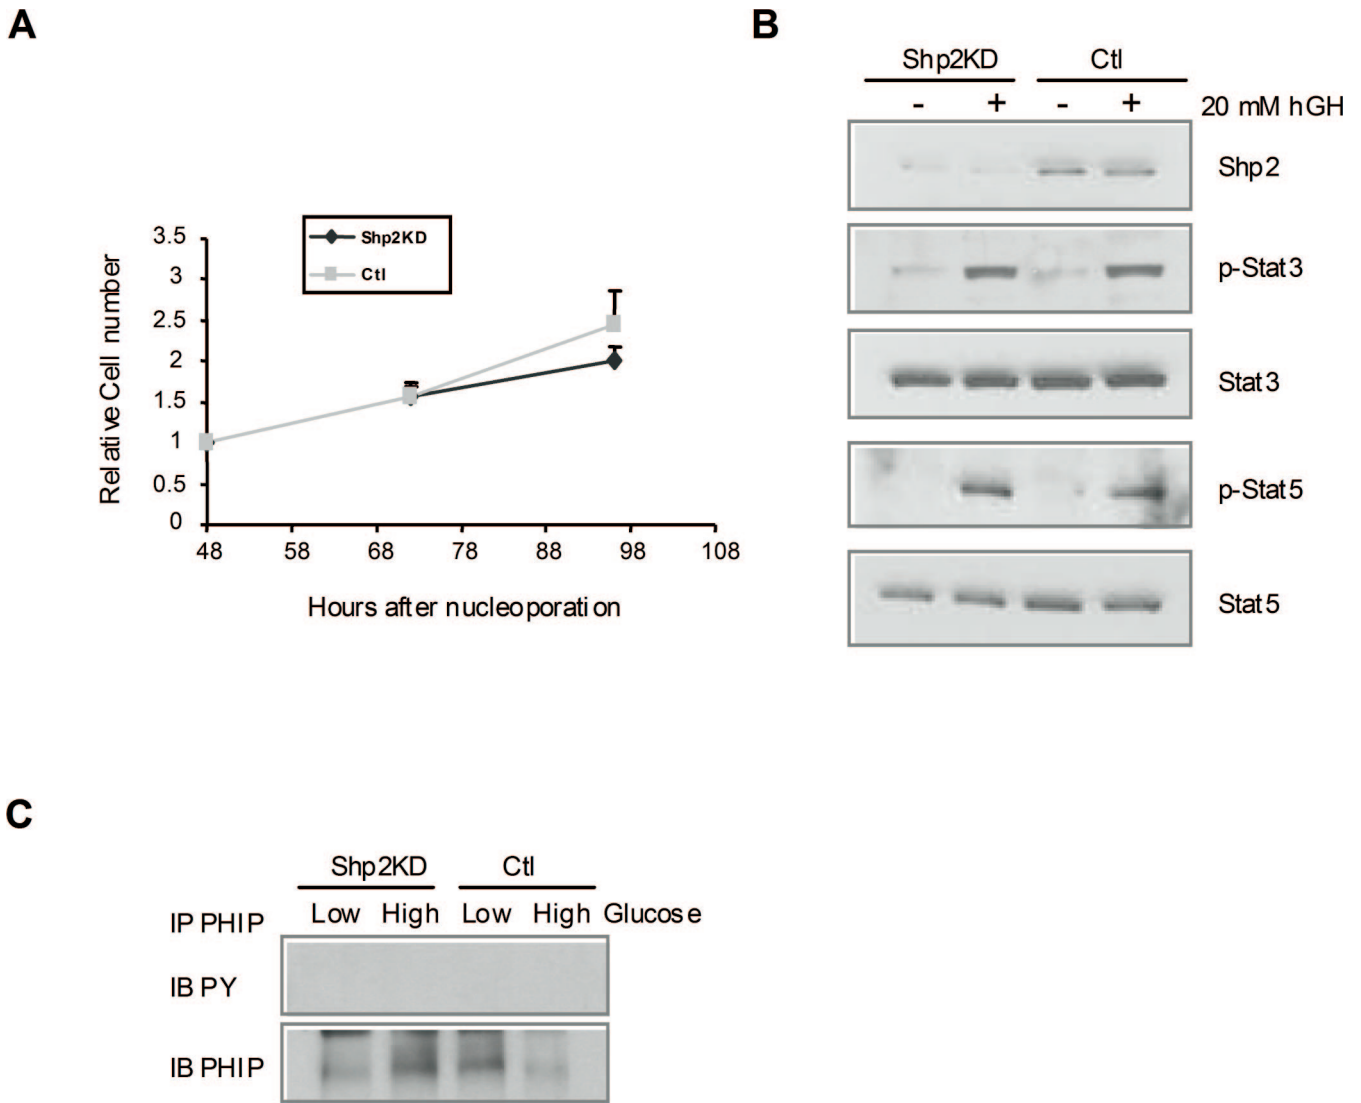 A
3.5
3
2.5
2
1.5
1
0.5
0
Relative Cell number
Shp2KD
Ctl
48 58 68 78 88 98 108
Hours after nucleoporation
B
Shp2KD Ctl
- + - + 20 mM hGH
Shp2
p-Stat3
Stat3
p-Stat5
Stat5
C
Shp2KD Ctl
IP PHIP Low High Low High Glucose
IB PY
IB PHIP